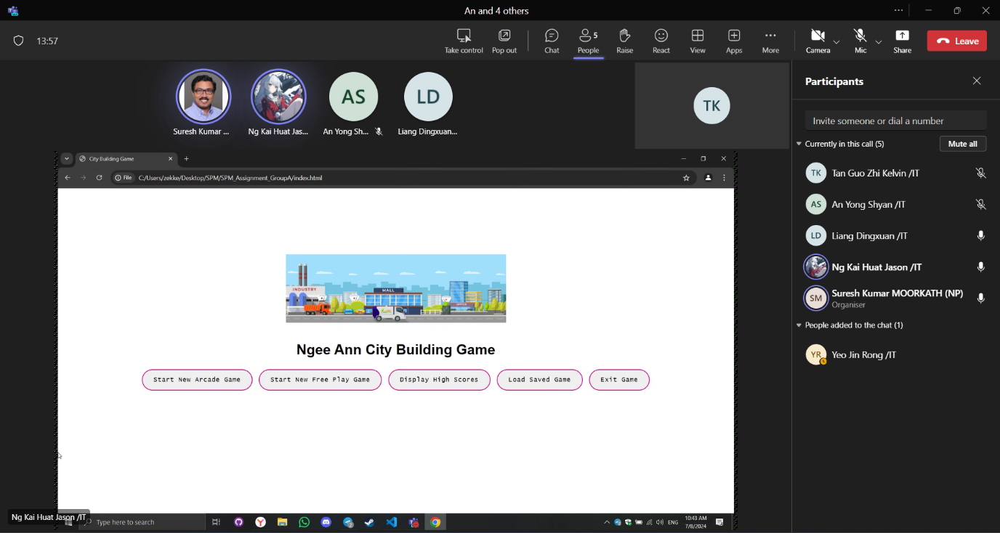 An and 4 others
13:57
Take control
Pop out
Chat
5
People
Raise
React
View
Apps
More
Camera
Mic
Share
Leave
Suresh Kumar ...
Ng Kai Huat Jas...
AS
An Yong Sh...
LD
Liang Dingxuan...
TK
Participants
Invite someone or dial a number
Currently in this call (5)
Mute all
TK
Tan Guo Zhi Kelvin /IT
AS
An Yong Shyan /IT
LD
Liang Dingxuan /IT
Ng Kai Huat Jason /IT
SM
Suresh Kumar MOORKATH (NP)
Organiser
People added to the chat (1)
YR
Yeo Jin Rong /IT
City Building Game
File
C:/Users/zekke/Desktop/SPM/SPM_Assignment_GroupA/index.html
INDUSTRY
MALL
Ngee Ann City Building Game
Start New Arcade Game
Start New Free Play Game
Display High Scores
Load Saved Game
Exit Game
Ng Kai Huat Jason /IT
Type here to search
ENG
10:43 AM
7/8/2024